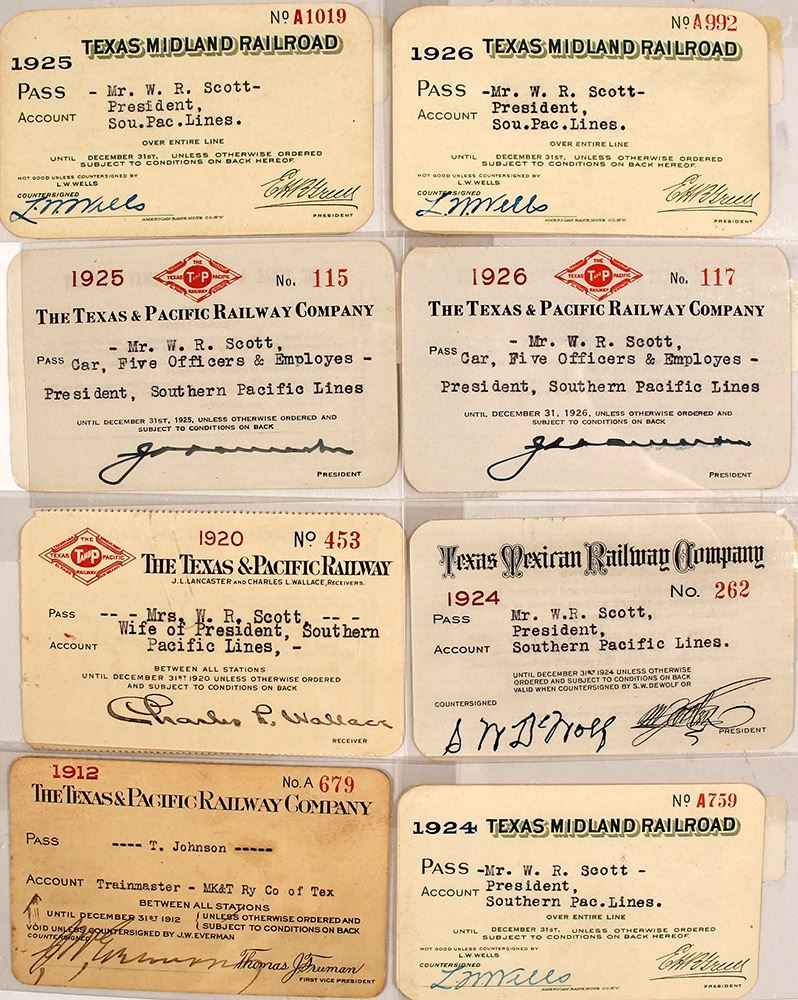 Nº A1019
1925 TEXAS MIDLAND RAILROAD
PASS - Mr. W. R. Scott-
President,
ACCOUNT Sou.Pac.Lines.
OVER ENTIRE LINE
UNTIL DECEMBER 31ST, UNLESS OTHERWISE ORDERED
SUBJECT TO CONDITIONS ON BACK HEREOF.
NOT GOOD UNLESS COUNTERSIGNED BY
L.W.WELLS
COUNTERSIGNED
L.W.Wells
E.H.R.Green
AMERICAN BANK NOTE CO.N.Y.
PRESIDENT
Nº A992
1926 TEXAS MIDLAND RAILROAD
PASS -Mr. W. R. Scott-
President,
ACCOUNT Sou.Pac.Lines.
OVER ENTIRE LINE
UNTIL DECEMBER 31ST, UNLESS OTHERWISE ORDERED
SUBJECT TO CONDITIONS ON BACK HEREOF.
NOT GOOD UNLESS COUNTERSIGNED BY
L.W.WELLS
COUNTERSIGNED
L.W.Wells
E.H.R.Green
AMERICAN BANK NOTE CO.N.Y.
PRESIDENT
1925 THE TEXAS T AND P PACIFIC RAILWAY No. 115
THE TEXAS & PACIFIC RAILWAY COMPANY
- Mr. W. R. Scott,
PASS Car, Five Officers & Employes -
President, Southern Pacific Lines
UNTIL DECEMBER 31ST, 1925, UNLESS OTHERWISE ORDERED AND
SUBJECT TO CONDITIONS ON BACK
PRESIDENT
1926 THE TEXAS T AND P PACIFIC RAILWAY No. 117
THE TEXAS & PACIFIC RAILWAY COMPANY
- Mr. W. R. Scott,
PASS Car, Five Officers & Employes -
President, Southern Pacific Lines
UNTIL DECEMBER 31, 1926, UNLESS OTHERWISE ORDERED AND
SUBJECT TO CONDITIONS ON BACK
PRESIDENT
THE TEXAS T AND P PACIFIC RAILWAY
1920 Nº 453
THE TEXAS & PACIFIC RAILWAY
J.L.LANCASTER AND CHARLES L.WALLACE, RECEIVERS.
PASS -- - Mrs. W. R. Scott, -- -
Wife of President, Southern
ACCOUNT Pacific Lines, -
BETWEEN ALL STATIONS
UNTIL DECEMBER 31ST 1920 UNLESS OTHERWISE ORDERED
AND SUBJECT TO CONDITIONS ON BACK
Charles L. Wallace
RECEIVER
Texas Mexican Railway Company
1924 No. 262
PASS Mr. W.R. Scott,
President,
ACCOUNT Southern Pacific Lines.
UNTIL DECEMBER 31ST 1924 UNLESS OTHERWISE
ORDERED AND SUBJECT TO CONDITIONS ON BACK
VALID WHEN COUNTERSIGNED BY S.W.DEWOLF OR
COUNTERSIGNED
S W DeWolf
PRESIDENT
1912 No.A 679
THE TEXAS & PACIFIC RAILWAY COMPANY
PASS ---- T. Johnson -----
ACCOUNT Trainmaster - MK&T Ry Co of Tex
BETWEEN ALL STATIONS
UNTIL DECEMBER 31ST 1912 { UNLESS OTHERWISE ORDERED AND
SUBJECT TO CONDITIONS ON BACK
VOID UNLESS COUNTERSIGNED BY J.W.EVERMAN
COUNTERSIGNED
J.W.Everman
Thomas J. Freeman
FIRST VICE PRESIDENT
Nº A759
1924 TEXAS MIDLAND RAILROAD
PASS -Mr. W. R. Scott -
President,
ACCOUNT Southern Pac.Lines.
OVER ENTIRE LINE
UNTIL DECEMBER 31ST, UNLESS OTHERWISE ORDERED
SUBJECT TO CONDITIONS ON BACK HEREOF.
NOT GOOD UNLESS COUNTERSIGNED BY
L.W.WELLS
COUNTERSIGNED
L.W.Wells
E.H.R.Green
AMERICAN BANK NOTE CO.N.Y.
PRESIDENT